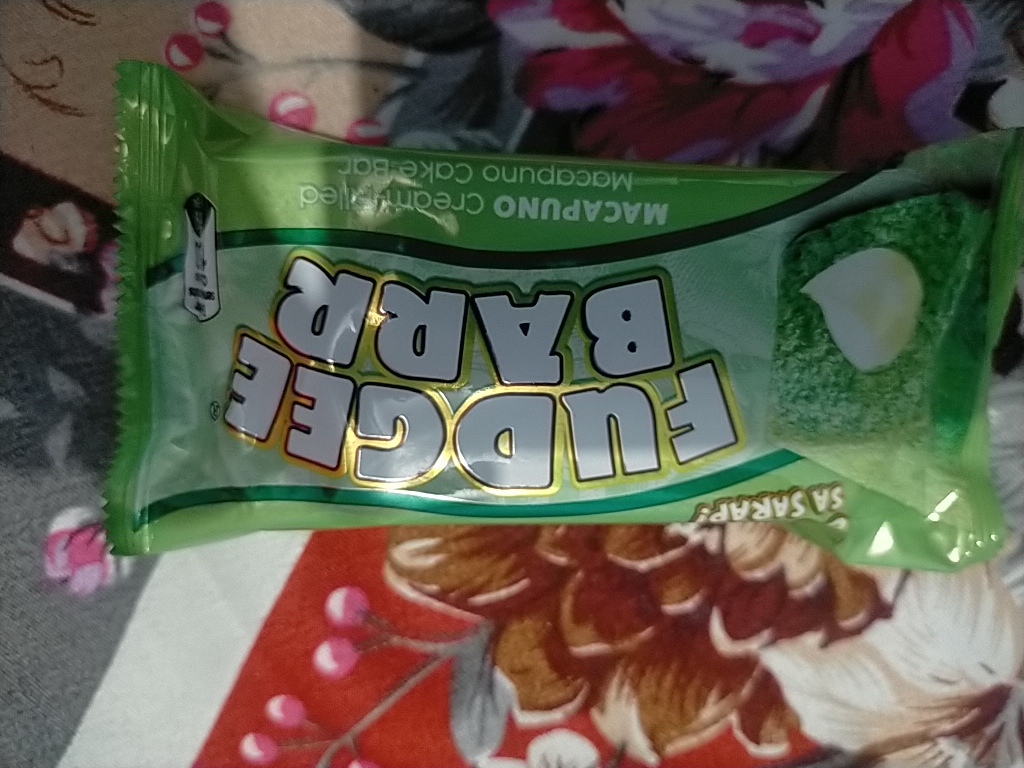 SA SARAP!
FUDGEE
BARR
®
MACAPUNO Cream-filled
Macapuno Cake Bar